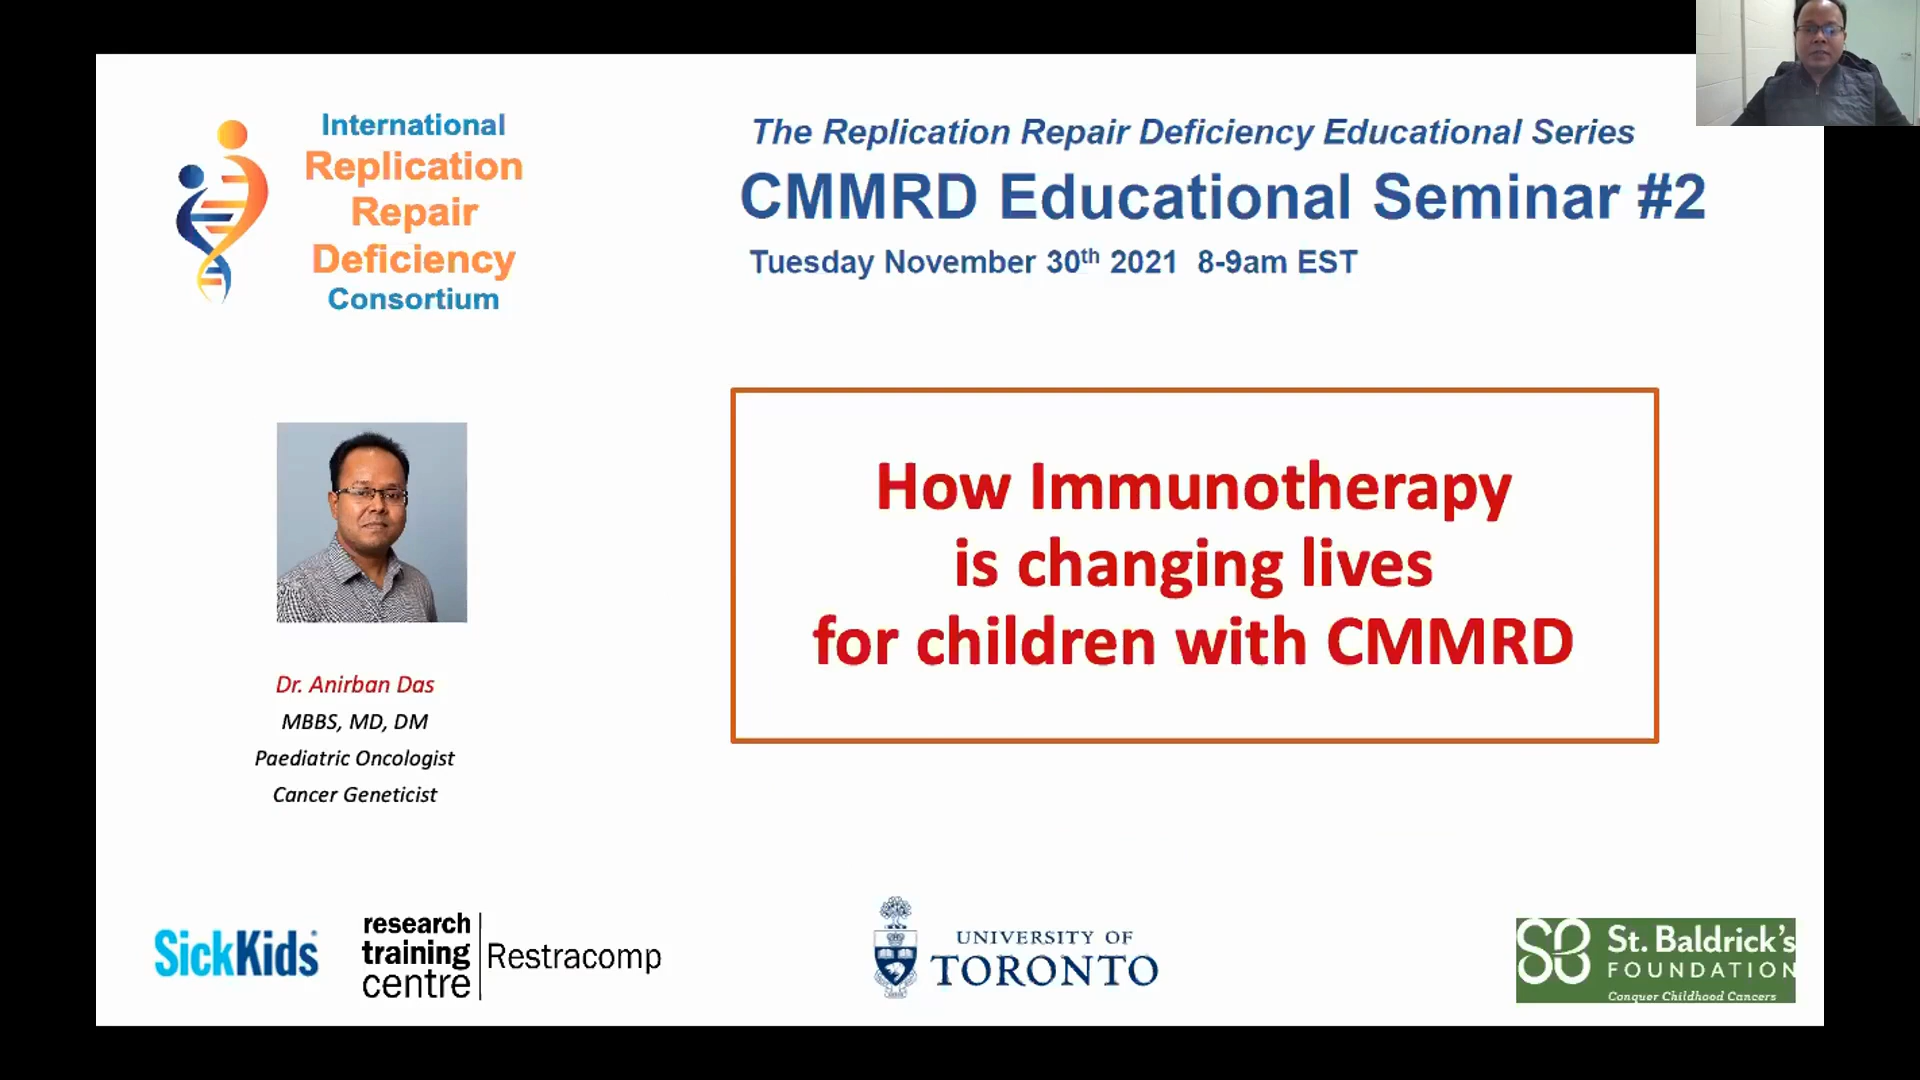 International
Replication
Repair
Deficiency
Consortium
The Replication Repair Deficiency Educational Series
CMMRD Educational Seminar #2
Tuesday November 30th 2021 8-9am EST
How Immunotherapy
is changing lives
for children with CMMRD
Dr. Anirban Das
MBBS, MD, DM
Paediatric Oncologist
Cancer Geneticist
SickKids®
research
training
centre
Restracomp
UNIVERSITY OF
TORONTO
SB
St. Baldrick's
FOUNDATION
Conquer Childhood Cancers